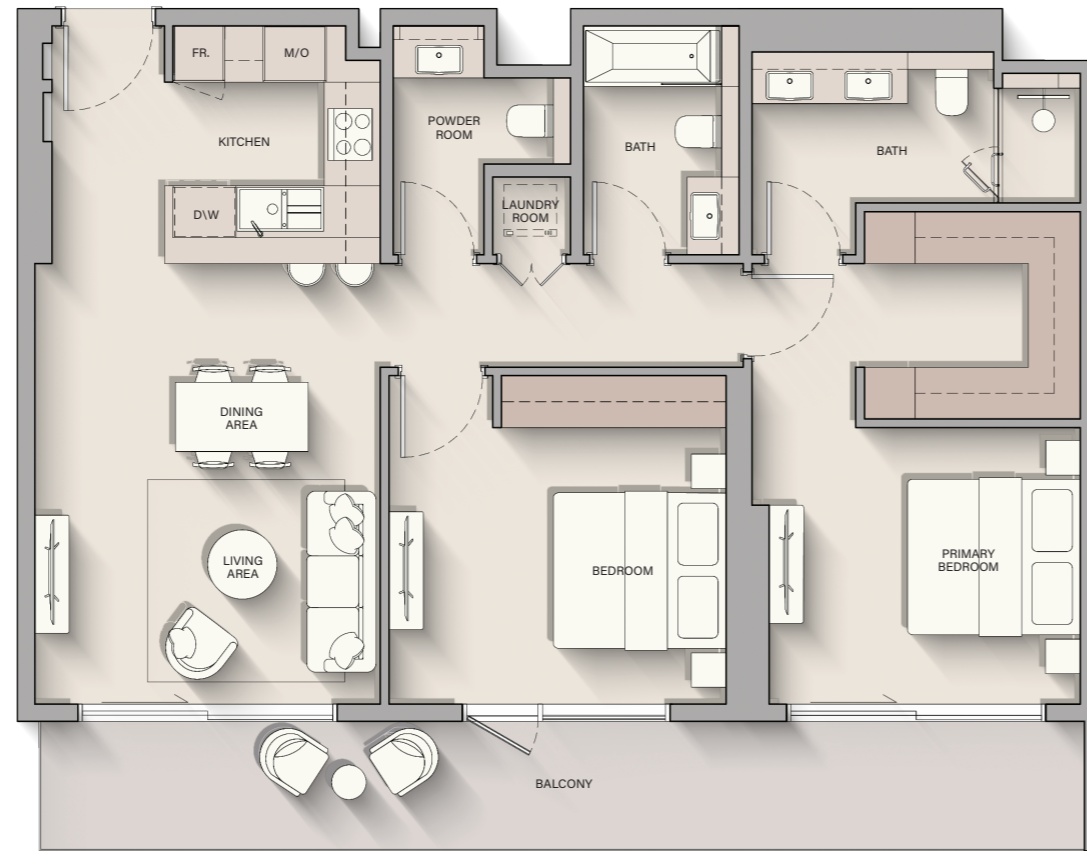 FR.
M/O
KITCHEN
D\W
POWDER
ROOM
BATH
LAUNDRY
ROOM
BATH
DINING
AREA
LIVING
AREA
BEDROOM
PRIMARY
BEDROOM
BALCONY